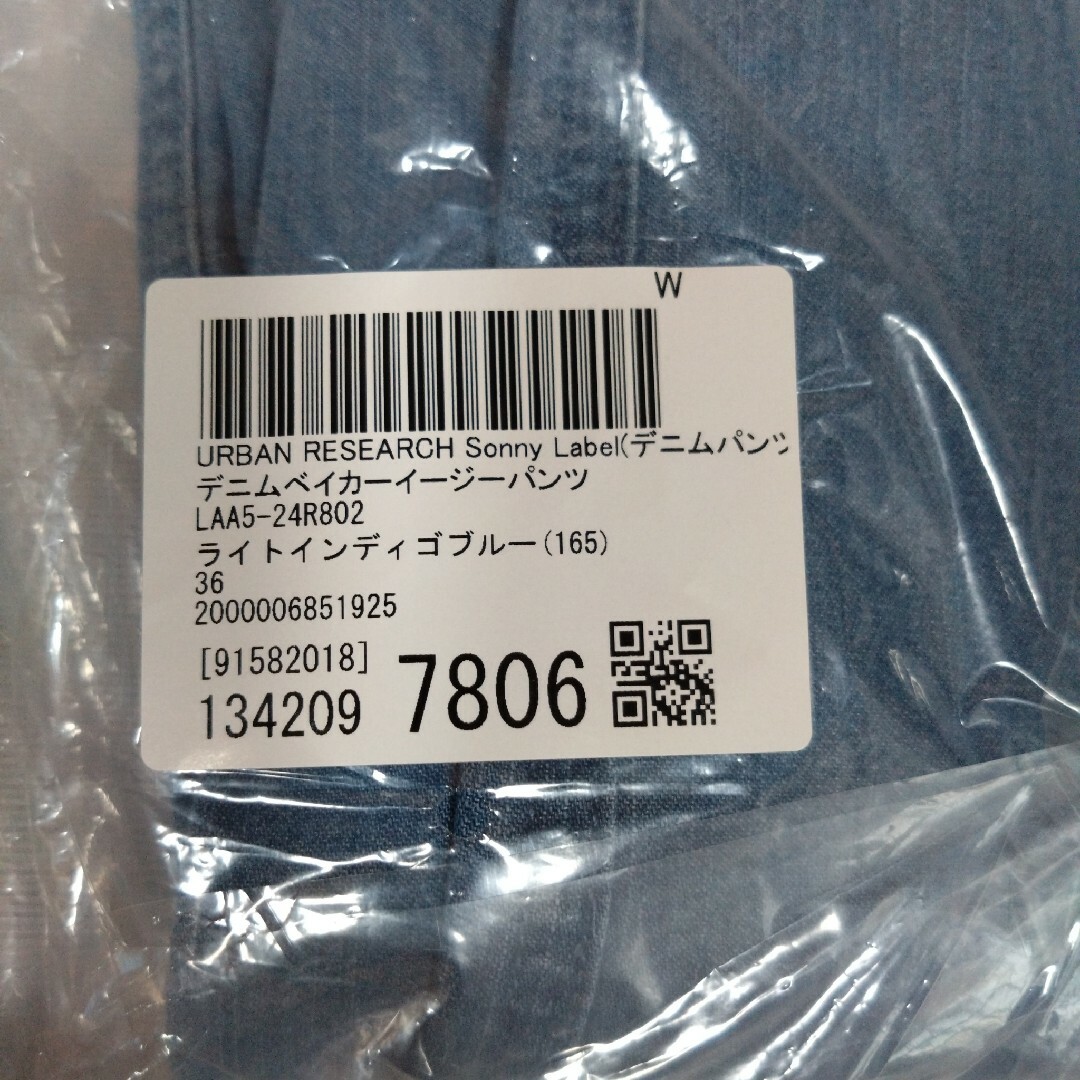 W
URBAN RESEARCH Sonny Label(デニムパンツ
デニムベイカーイージーパンツ
LAA5-24R802
ライトインディゴブルー(165)
36
2000006851925
[91582018]
134209 7806